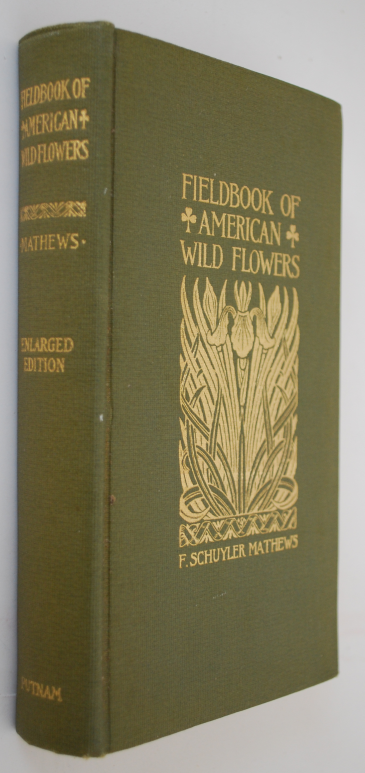 FIELDBOOK OF
AMERICAN
WILD FLOWERS
MATHEWS
ENLARGED
EDITION
PUTNAM
FIELDBOOK OF
AMERICAN
WILD FLOWERS
F. SCHUYLER MATHEWS